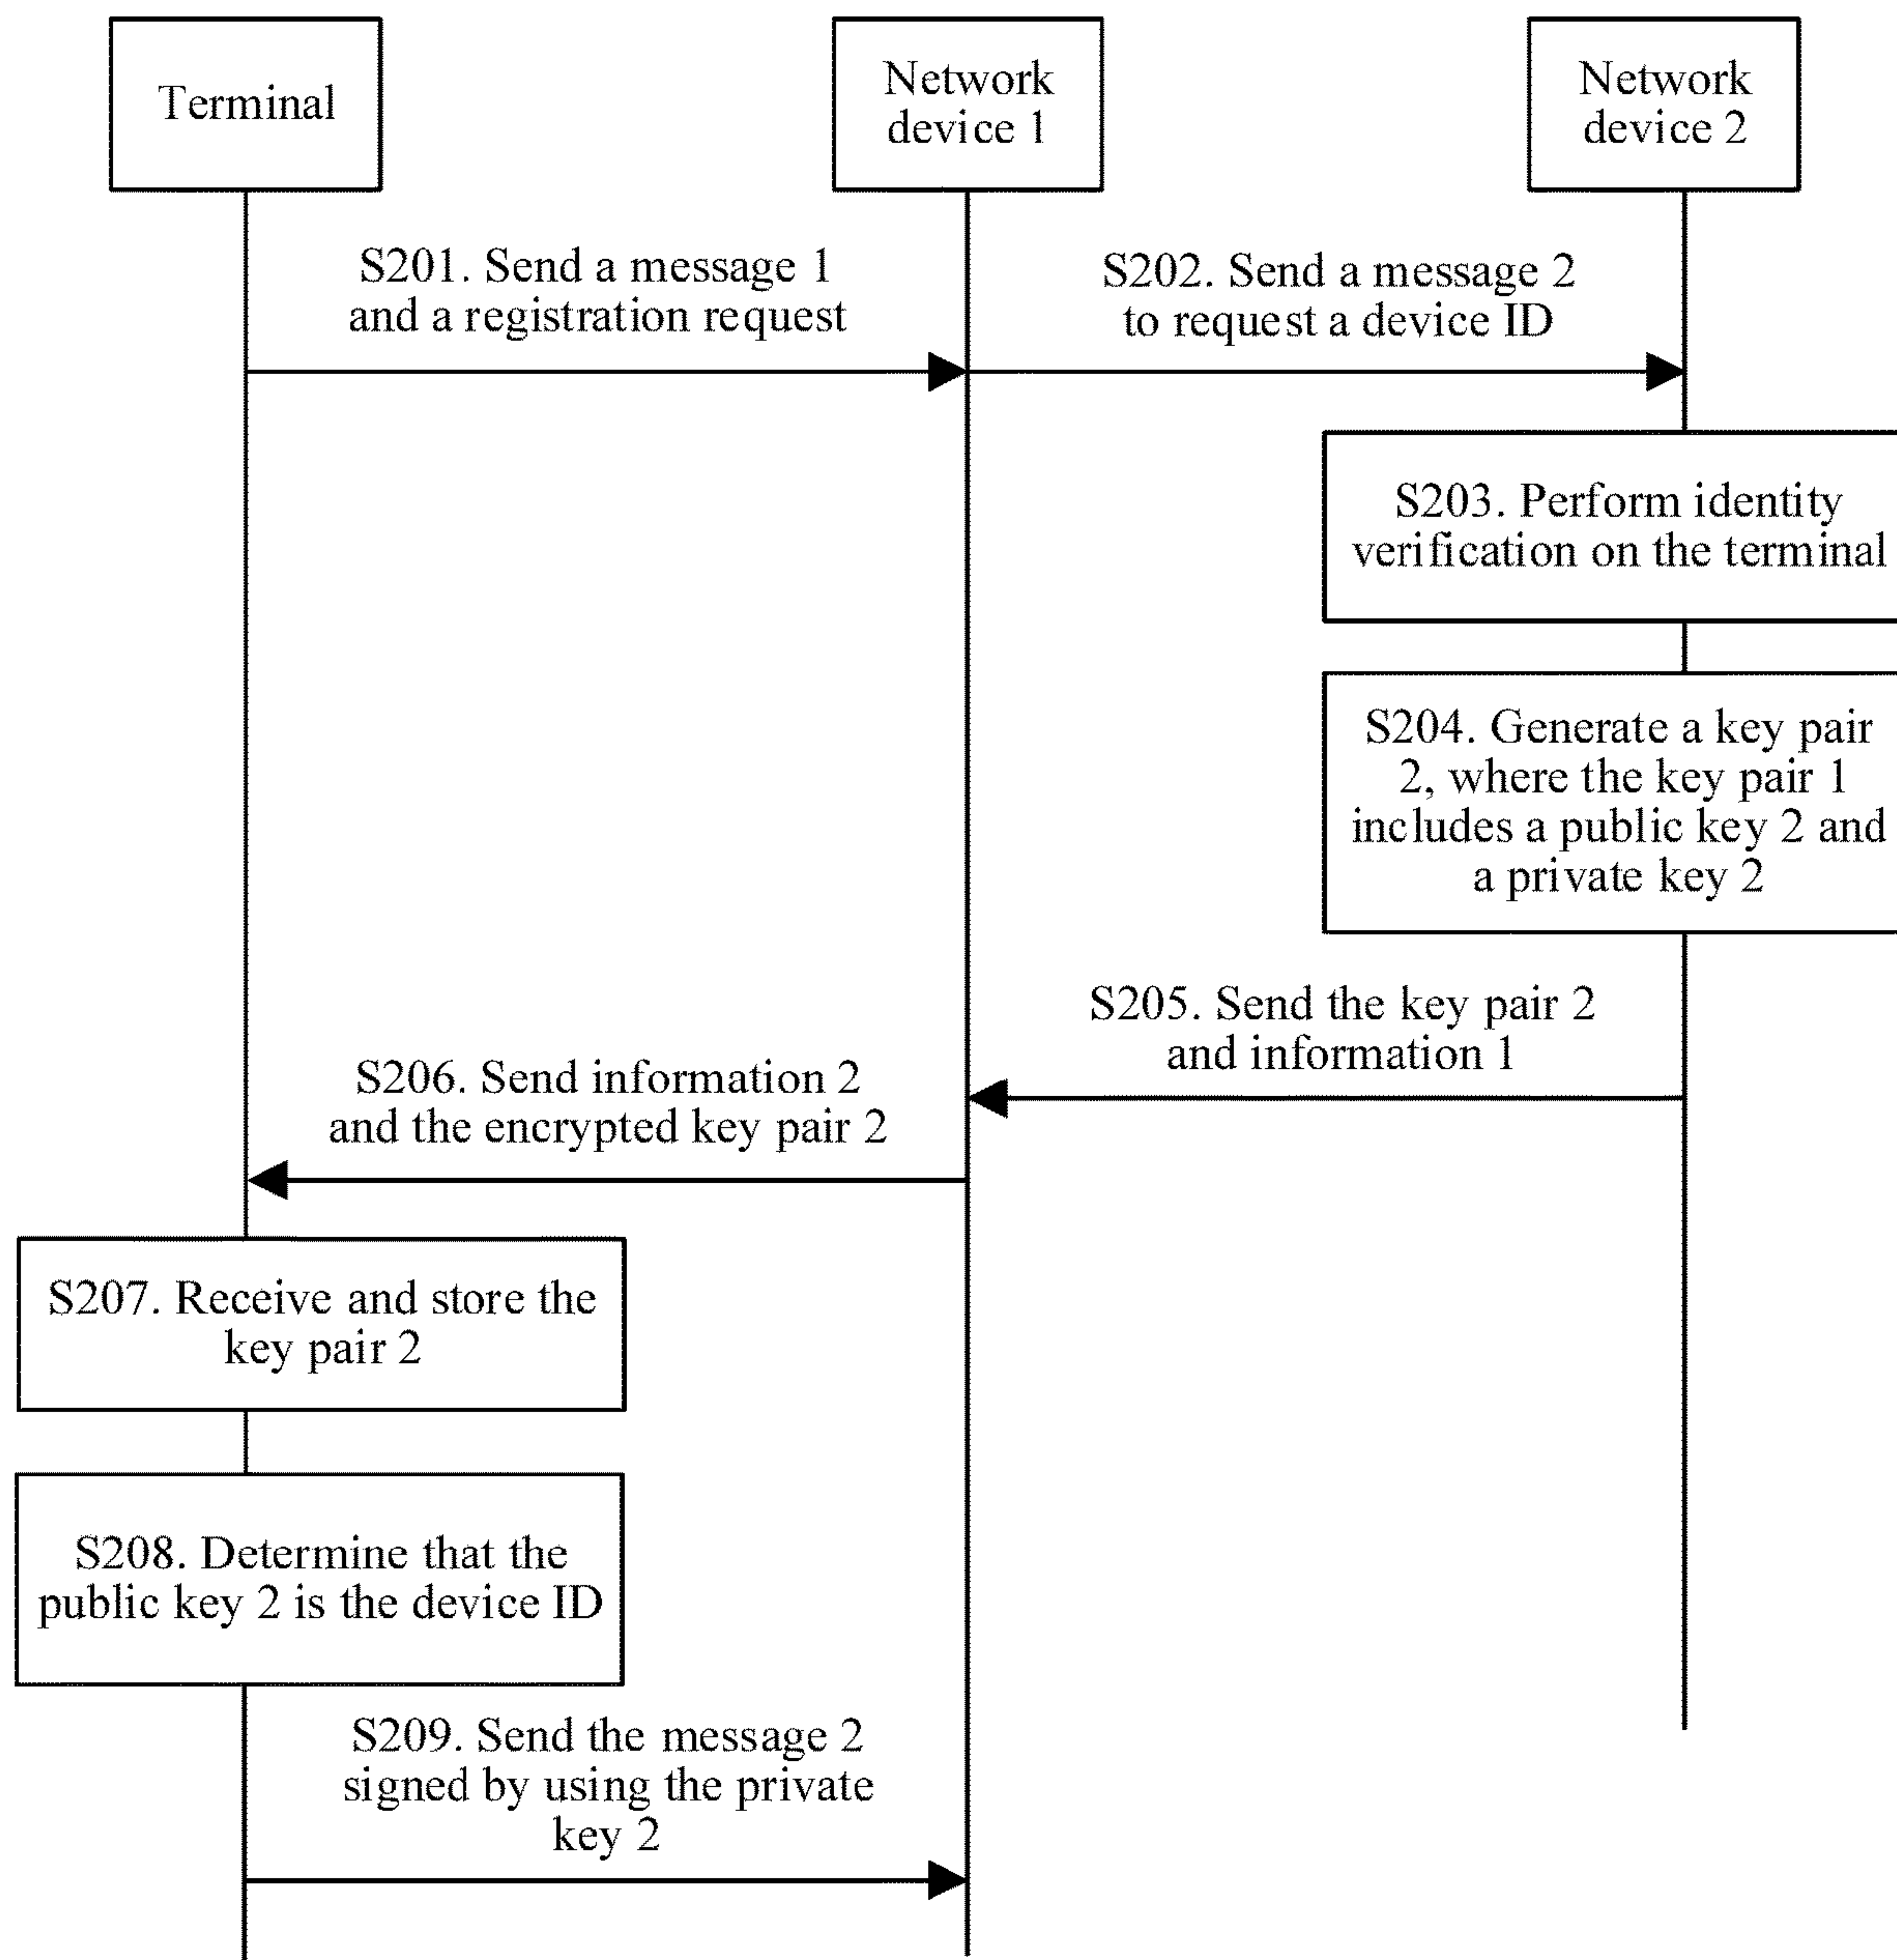 Terminal
Network
device 1
Network
device 2
S201. Send a message 1
and a registration request
S202. Send a message 2
to request a device ID
S203. Perform identity
verification on the terminal
S204. Generate a key pair
2, where the key pair 1
includes a public key 2 and
a private key 2
S205. Send the key pair 2
and information 1
S206. Send information 2
and the encrypted key pair 2
S207. Receive and store the
key pair 2
S208. Determine that the
public key 2 is the device ID
S209. Send the message 2
signed by using the private
key 2